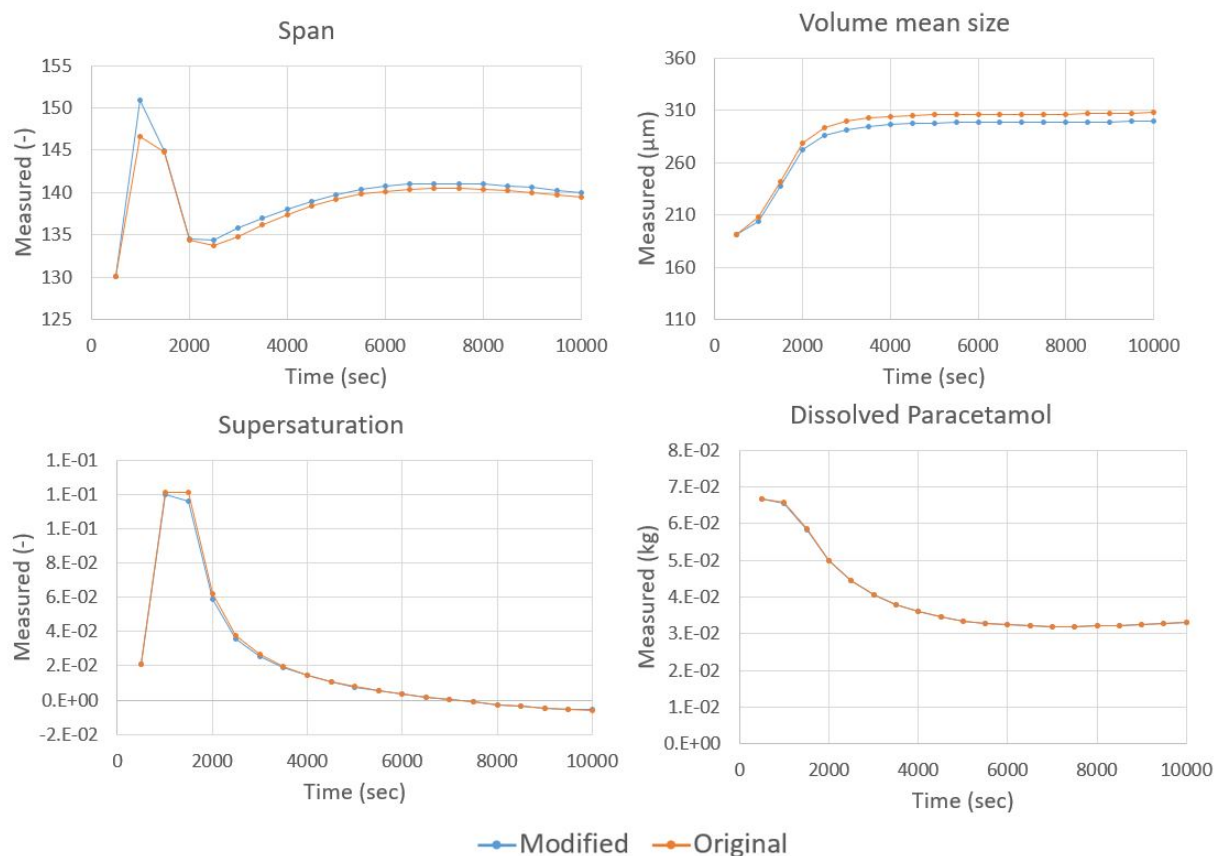 Span
Measured (-)
155
150
145
140
135
130
125
0 2000 4000 6000 8000 10000
Time (sec)
Volume mean size
Measured (μm)
360
310
260
210
160
110
0 2000 4000 6000 8000 10000
Time (sec)
Supersaturation
Measured (-)
1.E-01
1.E-01
1.E-01
8.E-02
6.E-02
4.E-02
2.E-02
0.E+00
-2.E-02
0 2000 4000 6000 8000 10000
Time (sec)
Dissolved Paracetamol
Measured (kg)
8.E-02
7.E-02
6.E-02
5.E-02
4.E-02
3.E-02
2.E-02
1.E-02
0.E+00
0 2000 4000 6000 8000 10000
Time (sec)
Modified Original